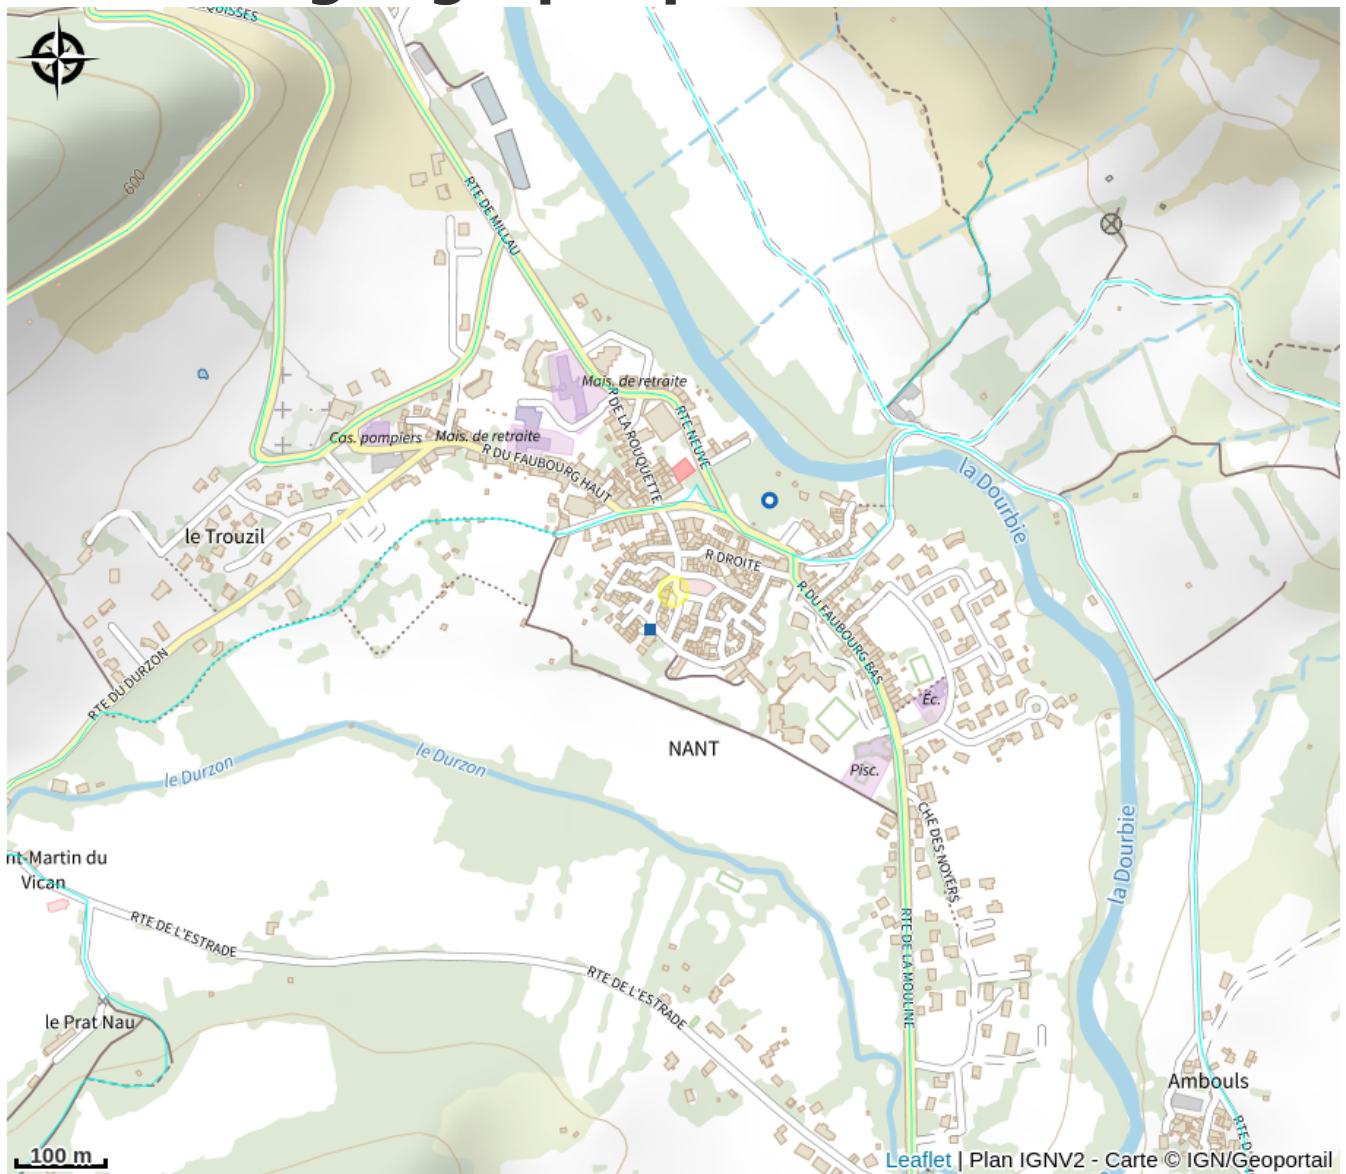 QUISSES
600
RTE DE MILLAU
Mais. de retraite
R DE LA ROUQUETTE
RTE NEUVE
Cas. pompiers
Mais. de retraite
R DU FAUBOURG HAUT
la Dourbie
le Trouzil
R DROITE
R DU FAUBOURG BAS
RTE DU DURZON
Éc.
NANT
le Durzon
le Durzon
Pisc.
CHE DES NOYERS
la Dourbie
nt-Martin du
Vican
RTE DE L'ESTRADE
RTE DE LA MOULINE
RTE DE L'ESTRADE
le Prat Nau
Ambouls
RTE D
100 m
Leaflet | Plan IGNV2 - Carte © IGN/Geoportail